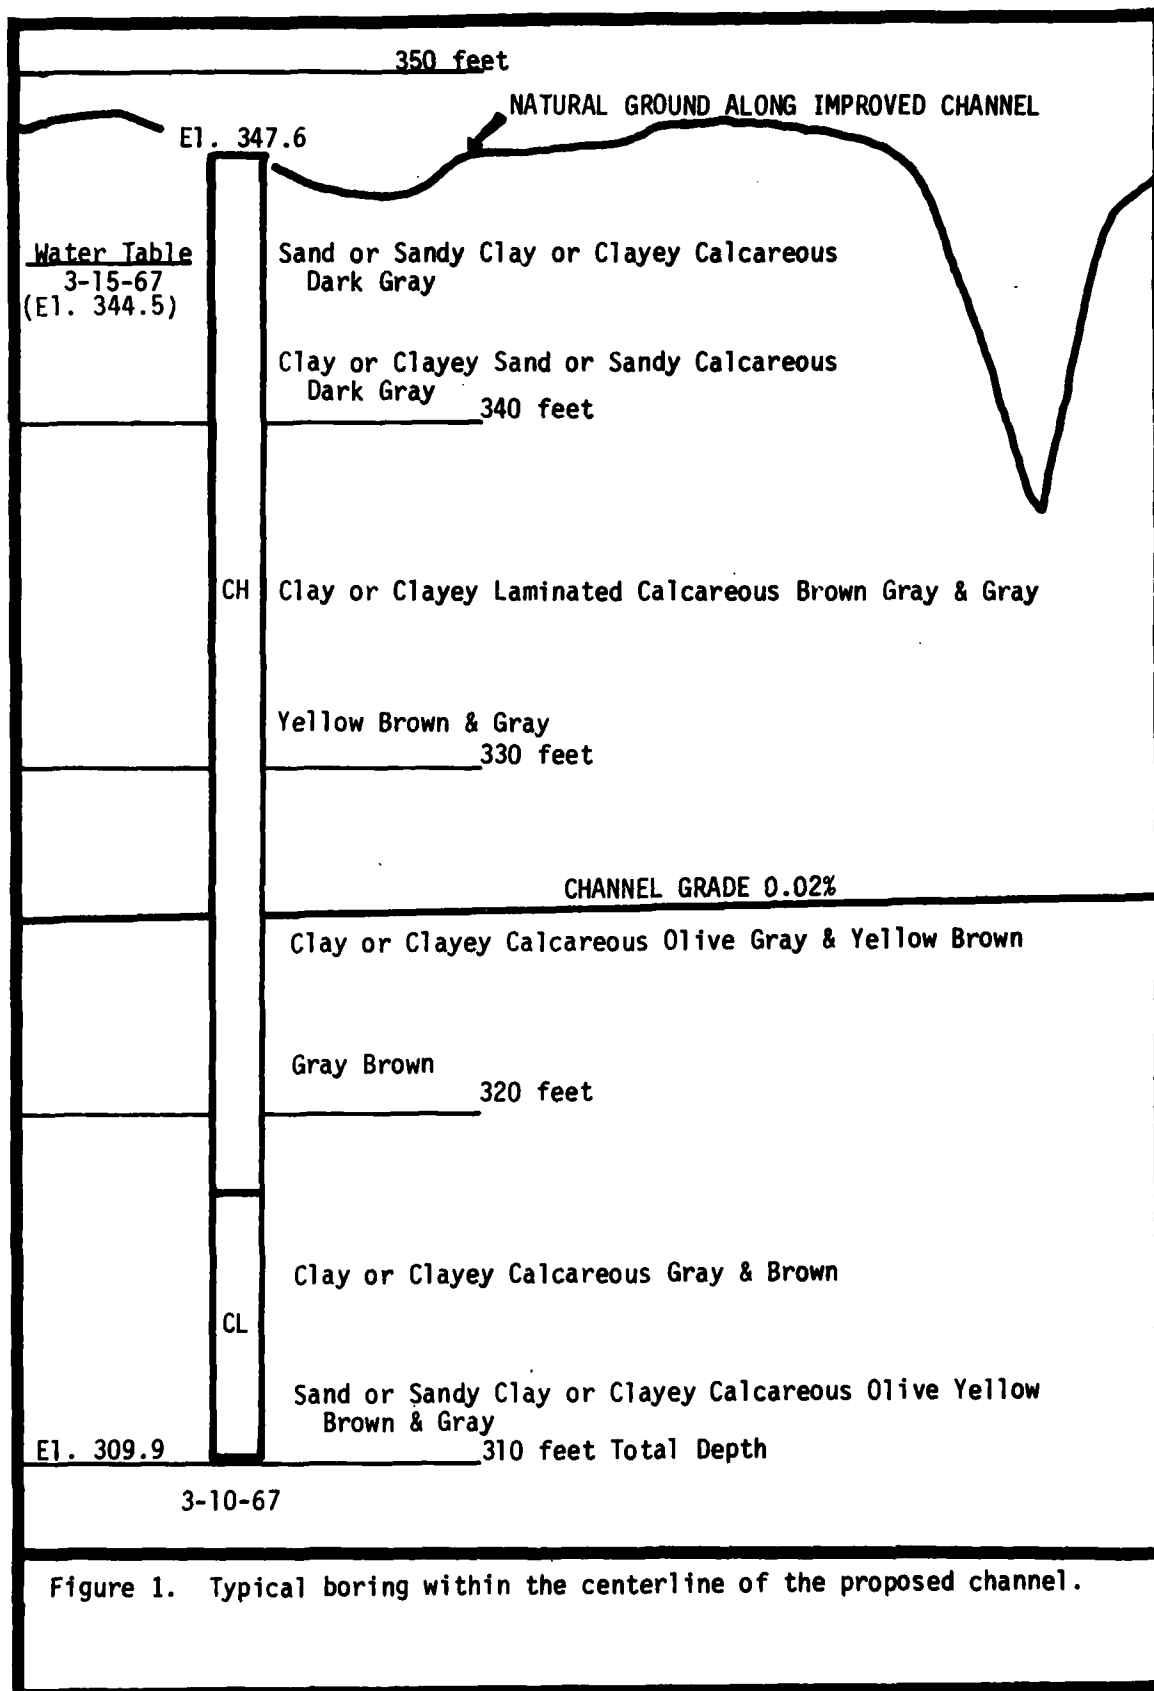 350 feet
NATURAL GROUND ALONG IMPROVED CHANNEL
El. 347.6
Water Table
3-15-67
(El. 344.5)
Sand or Sandy Clay or Clayey Calcareous
Dark Gray
Clay or Clayey Sand or Sandy Calcareous
Dark Gray
340 feet
CH
Clay or Clayey Laminated Calcareous Brown Gray & Gray
Yellow Brown & Gray
330 feet
CHANNEL GRADE 0.02%
Clay or Clayey Calcareous Olive Gray & Yellow Brown
Gray Brown
320 feet
Clay or Clayey Calcareous Gray & Brown
CL
Sand or Sandy Clay or Clayey Calcareous Olive Yellow
Brown & Gray
El. 309.9
310 feet Total Depth
3-10-67
Figure 1. Typical boring within the centerline of the proposed channel.